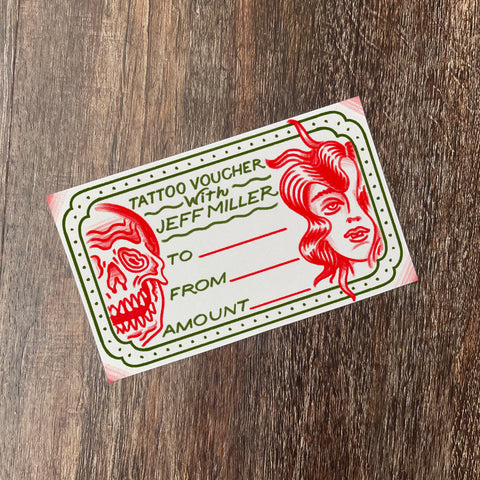 TATTOO VOUCHER
With
JEFF MILLER
TO
FROM
AMOUNT